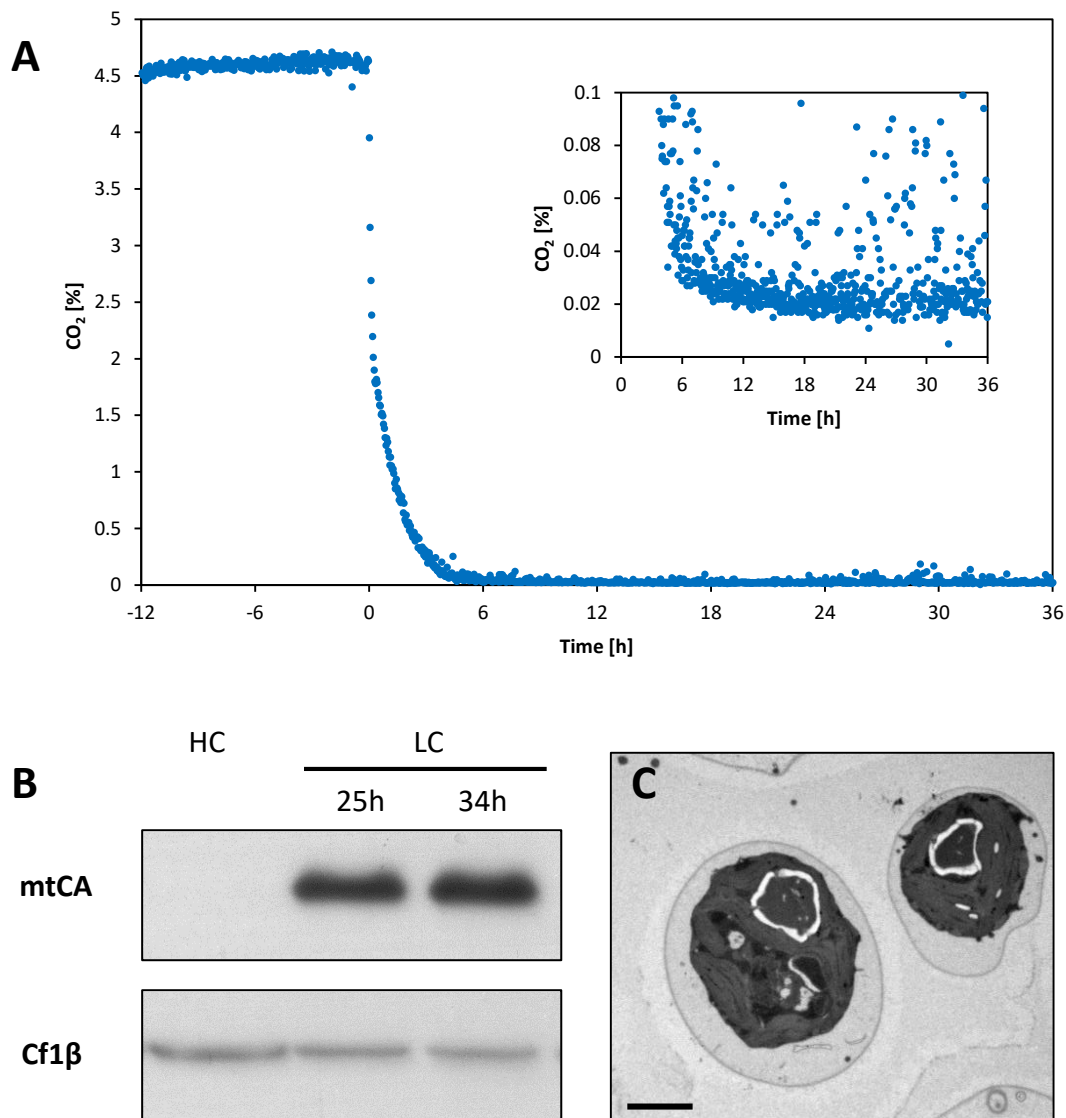 A
5
4.5
4
3.5
3
2.5
2
1.5
1
0.5
0
CO₂ [%]
-12 -6 0 6 12 18 24 30 36
Time [h]
0.1
0.08
0.06
0.04
0.02
0
CO₂ [%]
0 6 12 18 24 30 36
Time [h]
B
HC LC
25h 34h
mtCA
Cf1β
C